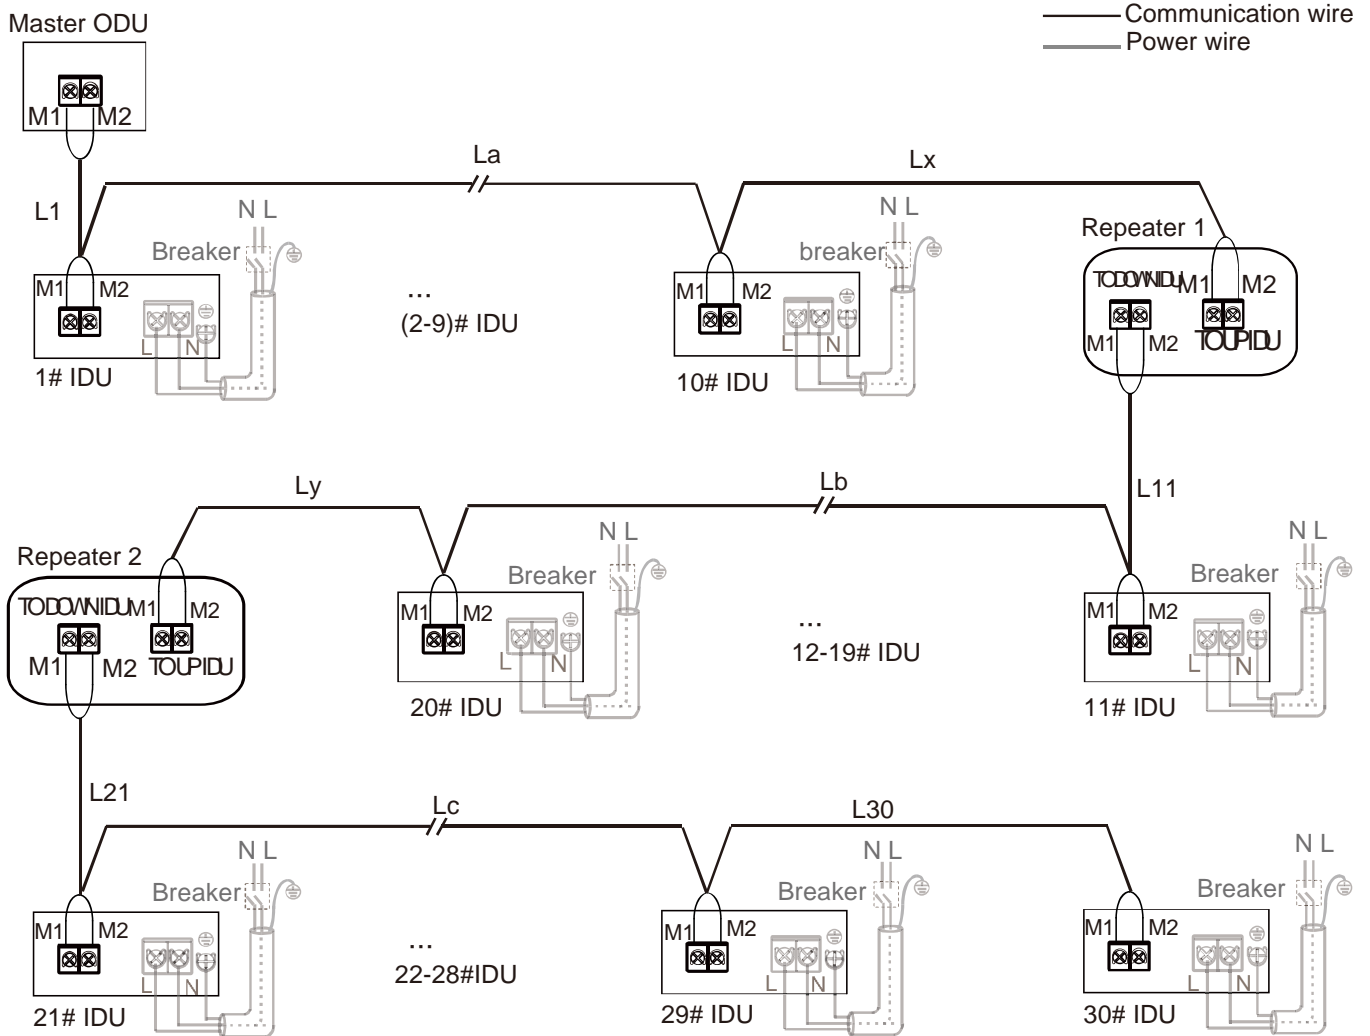 Communication wire
Power wire
Master ODU
M1 M2
La
Lx
L1
N L
Breaker
N L
breaker
Repeater 1
M1 M2
L N
1# IDU
...
(2-9)# IDU
M1 M2
L N
10# IDU
TODOWNIDU M1 M2
M1 M2 TOUPIDU
Ly
Lb
L11
Repeater 2
N L
Breaker
N L
Breaker
TODOWNIDU M1 M2
M1 M2 TOUPIDU
M1 M2
L N
20# IDU
...
12-19# IDU
M1 M2
L N
11# IDU
L21
Lc
L30
N L
Breaker
N L
Breaker
N L
Breaker
M1 M2
L N
21# IDU
...
22-28#IDU
M1 M2
L N
29# IDU
M1 M2
L N
30# IDU